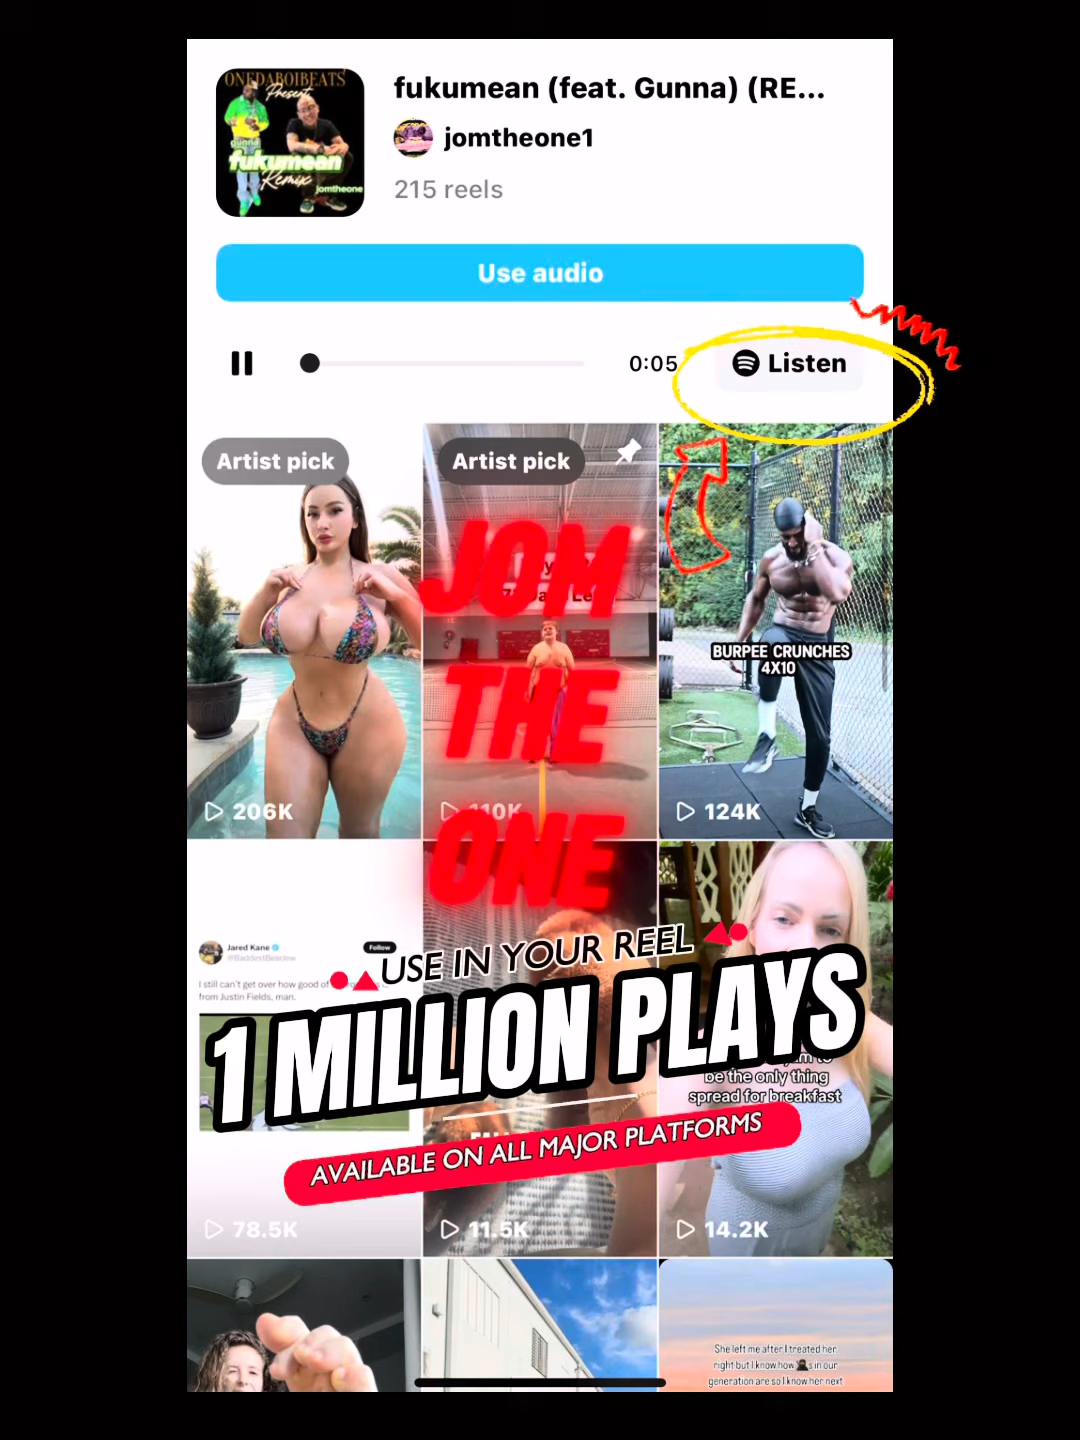 ONEDABOIBEATS
Present
gunna
fukumean
Remix
jomtheone
fukumean (feat. Gunna) (RE...
jomtheone1
215 reels
Use audio
0:05
Listen
Artist pick
Artist pick
JOM
THE
ONE
BURPEE CRUNCHES
4X10
206K
110K
124K
Jared Kane
@BaddestBearJew
Follow
I still can't get over how good of
from Justin Fields, man.
USE IN YOUR REEL
1 MILLION PLAYS
be the only thing
spread for breakfast
AVAILABLE ON ALL MAJOR PLATFORMS
78.5K
11.5K
14.2K
She left me after I treated her
right but I know how s in our
generation are so I know her next